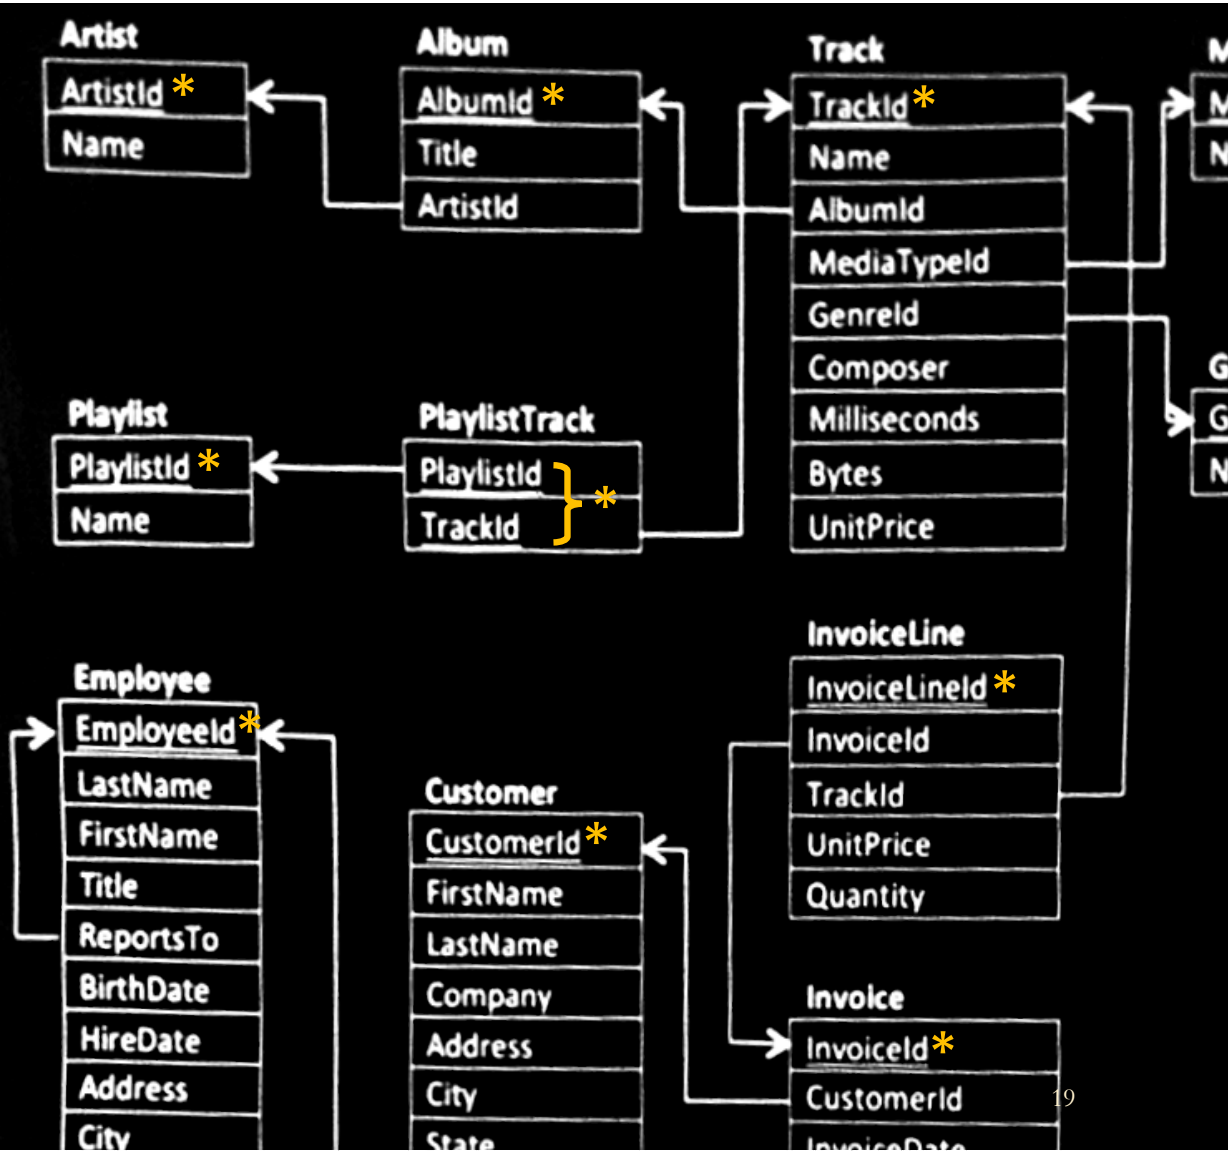 Artist
ArtistId *
Name
Album
AlbumId *
Title
ArtistId
Track
TrackId *
Name
AlbumId
MediaTypeId
GenreId
Composer
Milliseconds
Bytes
UnitPrice
M
M
N
G
G
N
Playlist
PlaylistId *
Name
PlaylistTrack
PlaylistId
TrackId
} *
InvoiceLine
InvoiceLineId *
InvoiceId
TrackId
UnitPrice
Quantity
Employee
EmployeeId *
LastName
FirstName
Title
ReportsTo
BirthDate
HireDate
Address
City
Customer
CustomerId *
FirstName
LastName
Company
Address
City
State
Invoice
InvoiceId *
CustomerId
InvoiceDate
19